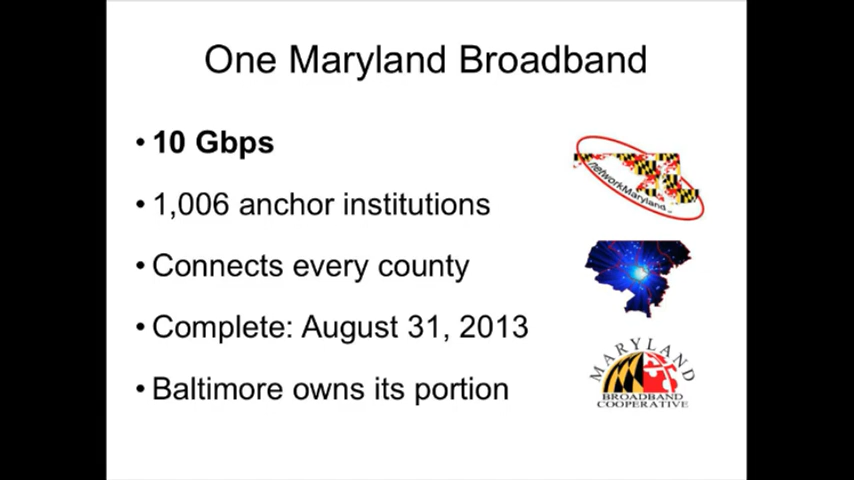 One Maryland Broadband
• 10 Gbps
• 1,006 anchor institutions
networkMaryland
• Connects every county
• Complete: August 31, 2013
• Baltimore owns its portion
MARYLAND
BROADBAND
COOPERATIVE